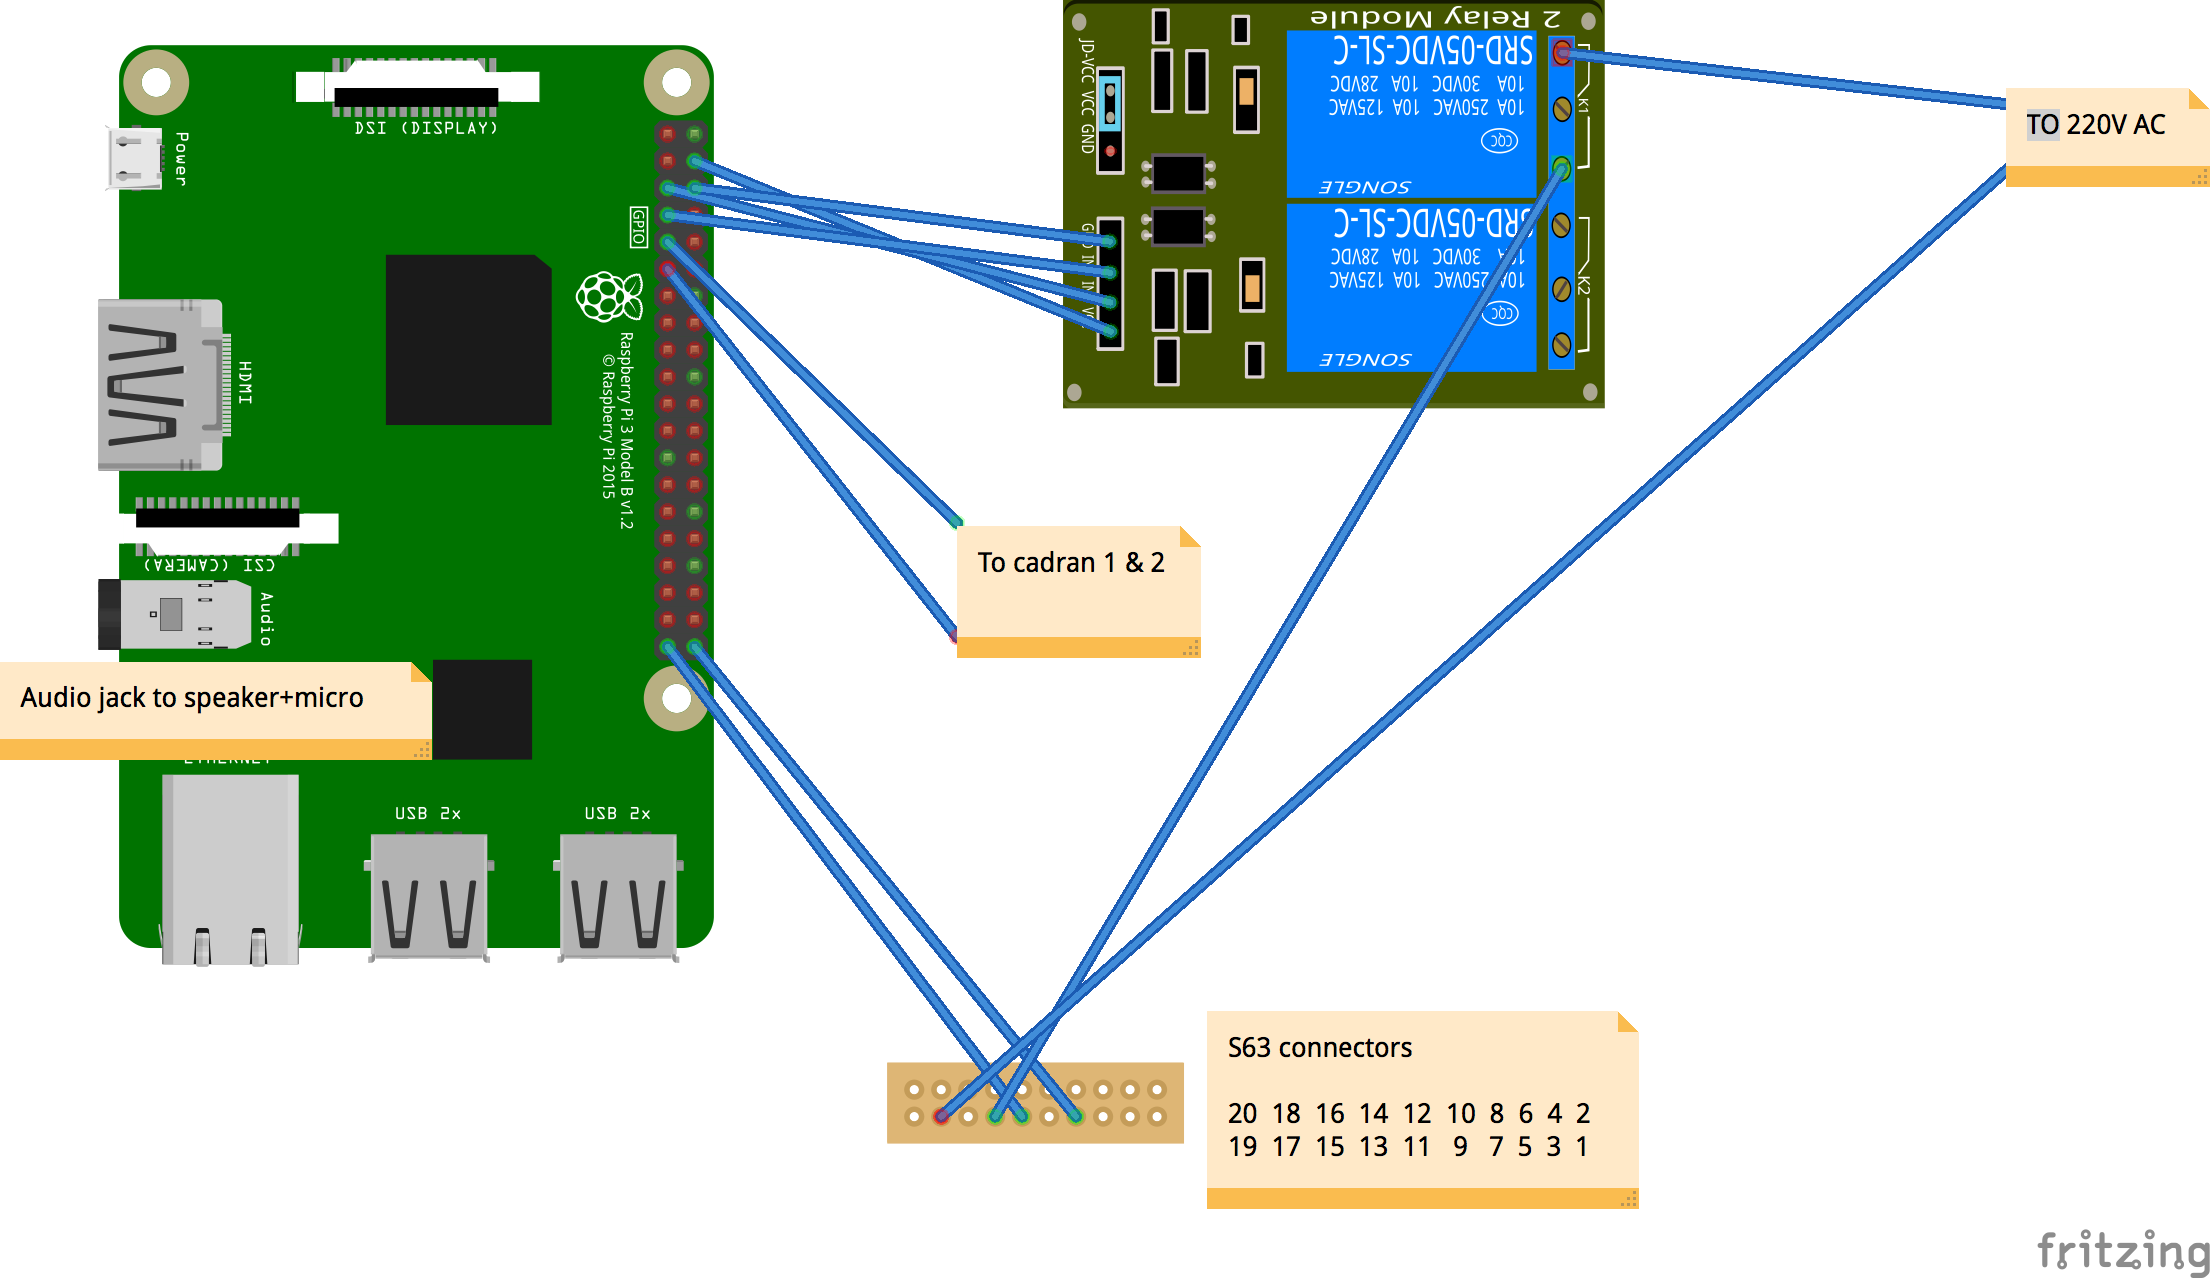 2 Relay Module
JD-VCC VCC GND
SRD-05VDC-SL-C
10A 30VDC 10A 28VDC
10A 250VAC 10A 125VAC
CQC
SONGLE
K1
SRD-05VDC-SL-C
10A 30VDC 10A 28VDC
10A 250VAC 10A 125VAC
CQC
SONGLE
K2
TO 220V AC
DSI (DISPLAY)
Power
GPIO
HDMI
Raspberry Pi 3 Model B v1.2
© Raspberry Pi 2015
CSI (CAMERA)
Audio
To cadran 1 & 2
Audio jack to speaker+micro
ETHERNET
USB 2x
USB 2x
S63 connectors
20 18 16 14 12 10 8 6 4 2
19 17 15 13 11 9 7 5 3 1
fritzing